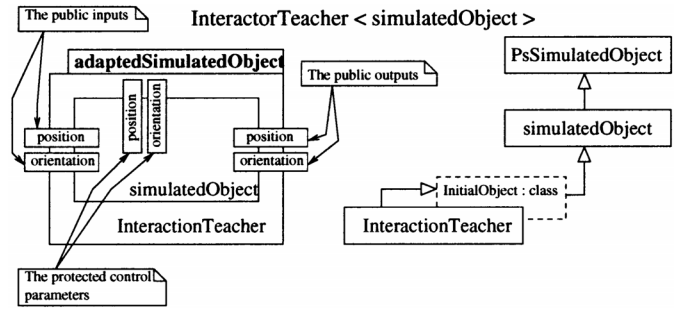 The public inputs
InteractorTeacher < simulatedObject >
adaptedSimulatedObject
The public outputs
PsSimulatedObject
position
orientation
position
orientation
position
orientation
simulatedObject
simulatedObject
InteractionTeacher
InitialObject : class
InteractionTeacher
The protected control
parameters